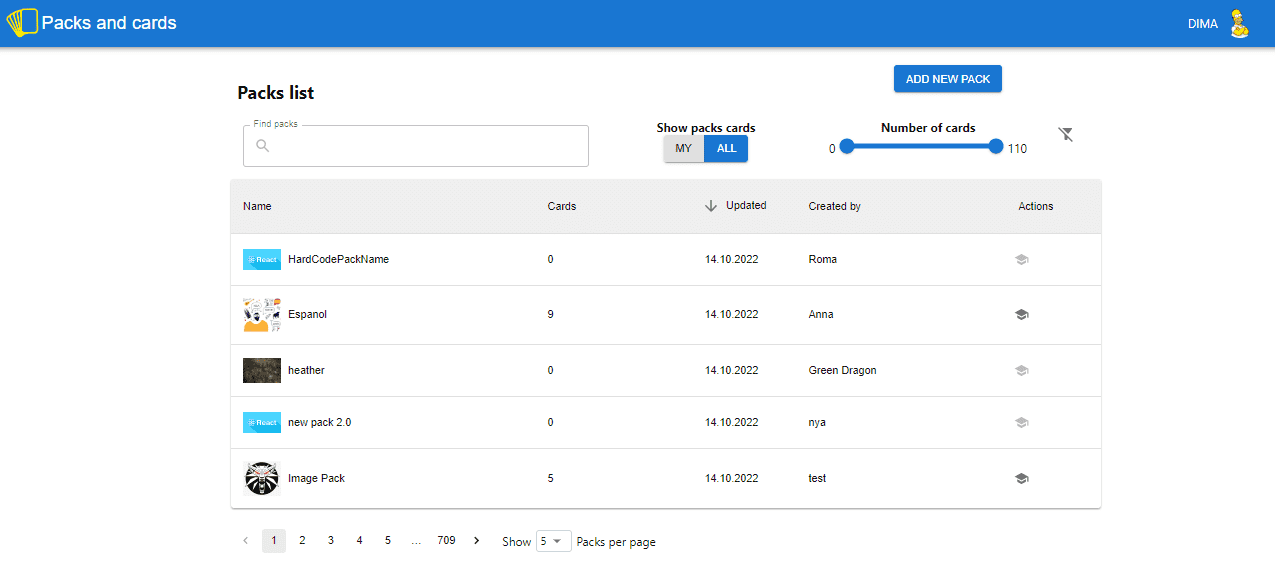 Packs and cards
DIMA
ADD NEW PACK
Packs list
Find packs
Show packs cards
MY ALL
Number of cards
0 110
Name Cards Updated Created by Actions
React HardCodePackName 0 14.10.2022 Roma
Espanol 9 14.10.2022 Anna
heather 0 14.10.2022 Green Dragon
React new pack 2.0 0 14.10.2022 nya
Image Pack 5 14.10.2022 test
1 2 3 4 5 ... 709 Show 5 Packs per page